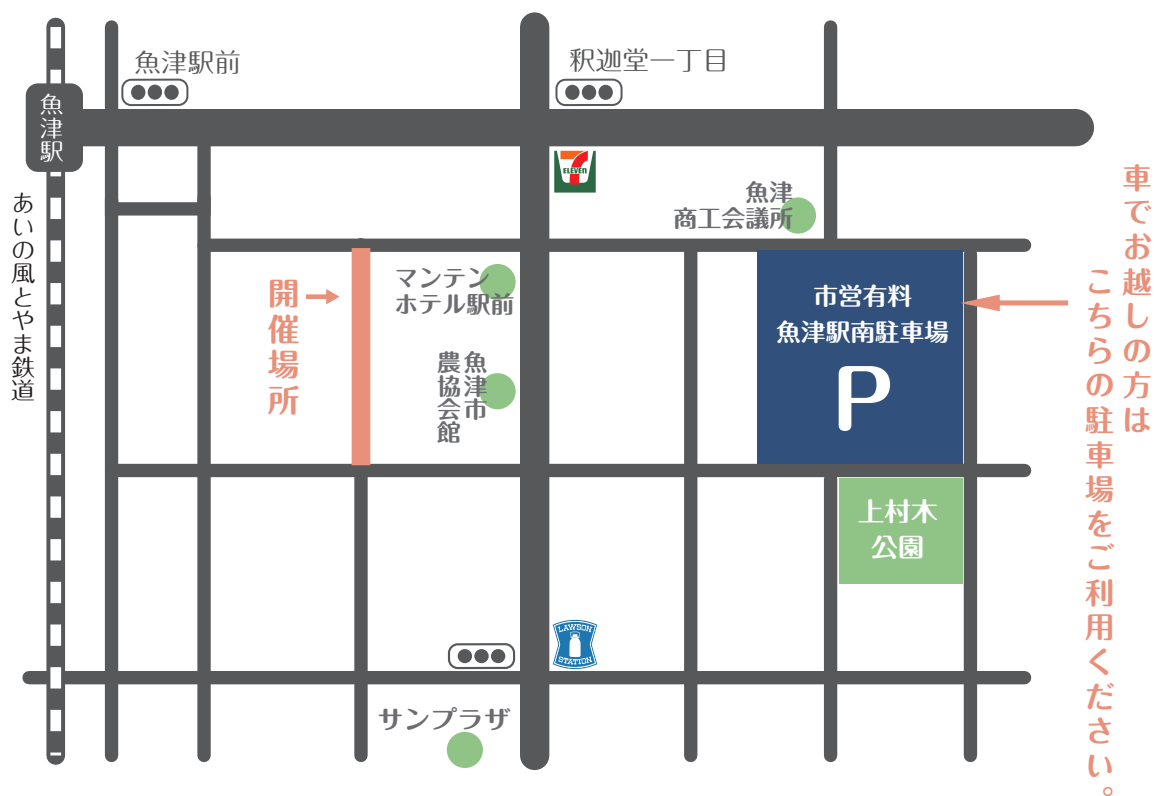 魚津駅前
釈迦堂一丁目
魚津駅
7
ELEVEN
あいの風とやま鉄道
魚津
商工会議所
車でお越しの方は
こちらの駐車場をご利用ください。
開催場所
マンテン
ホテル駅前
市営有料
魚津駅南駐車場
P
魚津市
農協会館
上村木
公園
LAWSON
STATION
サンプラザ